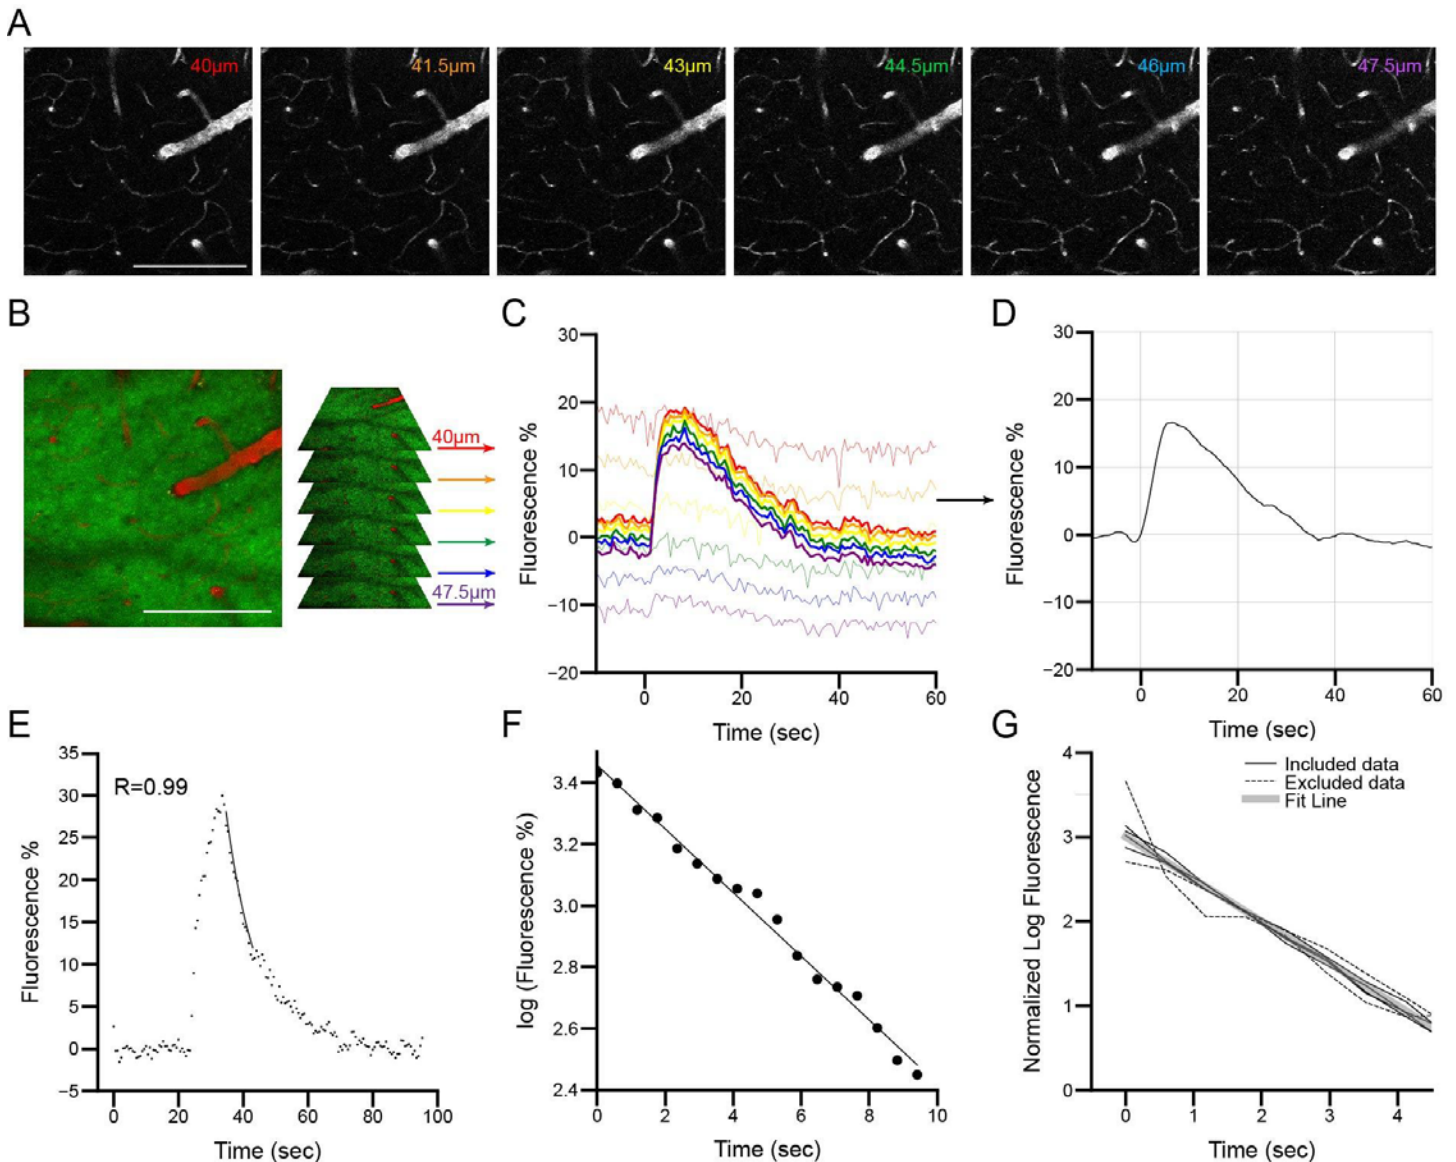 A
40µm 41.5µm 43µm 44.5µm 46µm 47.5µm
B
40µm
47.5µm
C
30
20
10
0
−10
−20
Fluorescence %
0 20 40 60
Time (sec)
D
30
20
10
0
−10
−20
Fluorescence %
0 20 40 60
Time (sec)
E
R=0.99
35
30
25
20
15
10
5
0
−5
Fluorescence %
0 20 40 60 80 100
Time (sec)
F
3.4
3.2
3.0
2.8
2.6
2.4
log (Fluorescence %)
0 2 4 6 8 10
Time (sec)
G
Included data
Excluded data
Fit Line
4
3
2
1
0
Normalized Log Fluorescence
0 1 2 3 4
Time (sec)